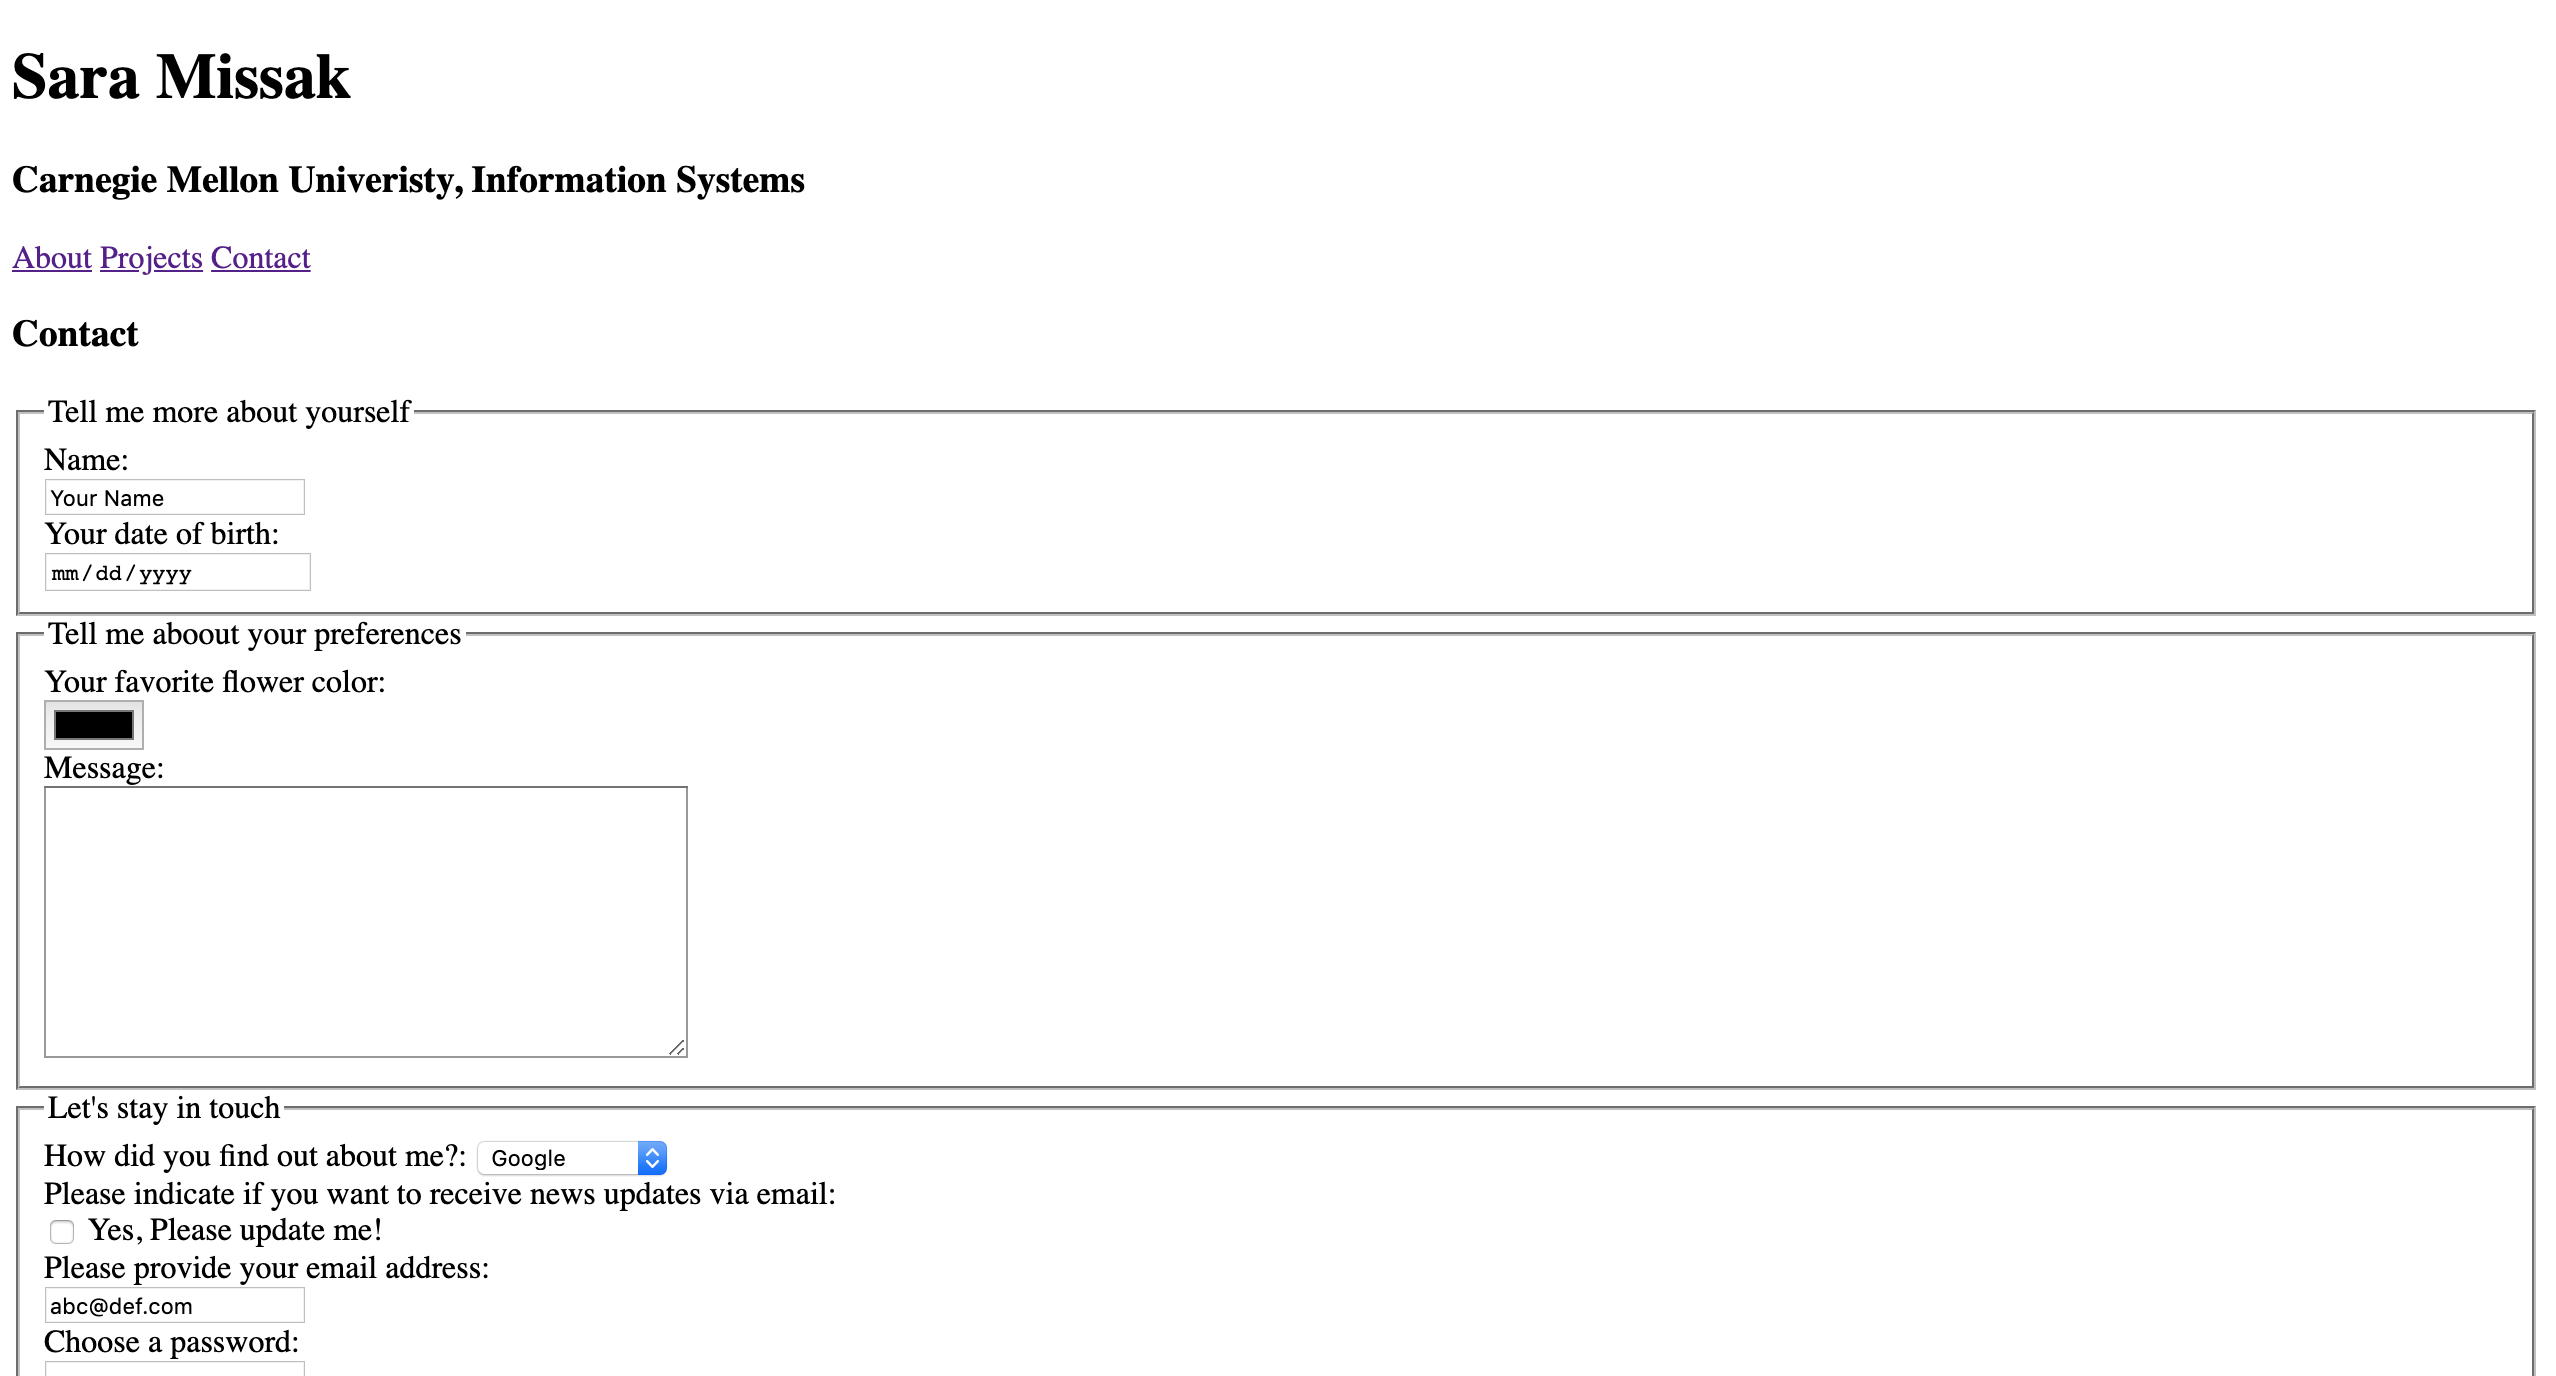 Sara Missak
Carnegie Mellon Univeristy, Information Systems
About Projects Contact
Contact
Tell me more about yourself
Name:
Your Name
Your date of birth:
mm/dd/yyyy
Tell me aboout your preferences
Your favorite flower color:
Message:
Let's stay in touch
How did you find out about me?: Google
Please indicate if you want to receive news updates via email:
Yes, Please update me!
Please provide your email address:
abc@def.com
Choose a password: